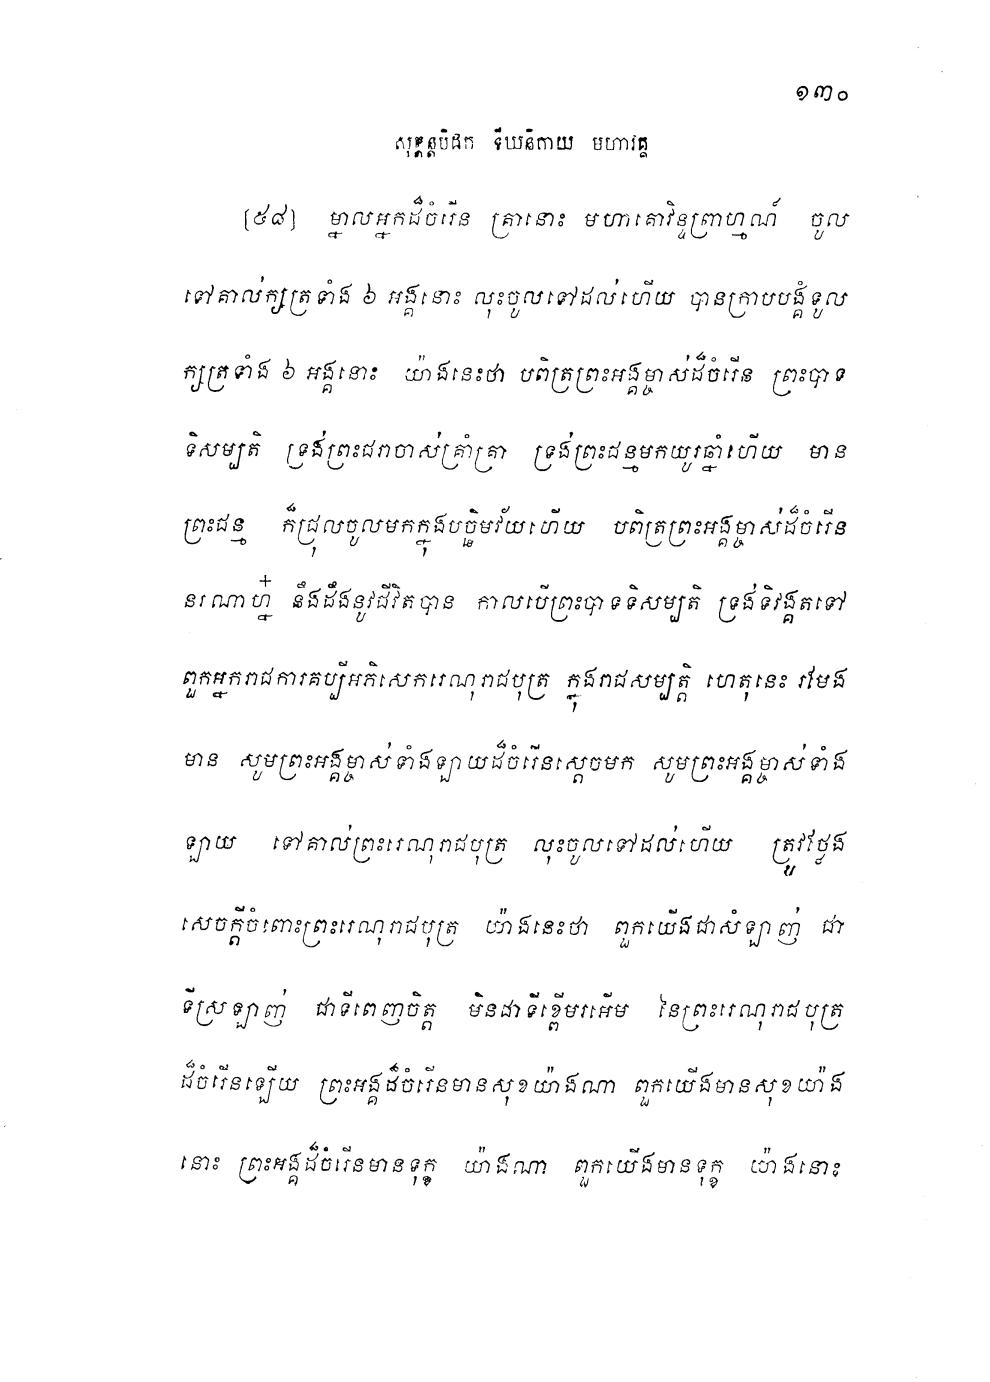 ១៣០
សុត្តន្តបិដក ទីឃនិកាយ មហាវគ្គ
[៥៨] ម្នាលអ្នកដ៏ចំរើន គ្រានោះ មហាគោវិន្ទព្រាហ្មណ៍ ចូល
ទៅគាល់ក្សត្រទាំង ៦ អង្គនោះ លុះចូលទៅដល់ហើយ បានក្រាបបង្គំទូល
ក្សត្រទាំង ៦ អង្គនោះ យ៉ាងនេះថា បពិត្រព្រះអង្គម្ចាស់ដ៏ចំរើន ព្រះបាទ
ទិសម្បតិ ទ្រង់ព្រះជរាចាស់គ្រាំគ្រា ទ្រង់ព្រះជន្មមកយូរឆ្នាំហើយ មាន
ព្រះជន្ម ក៏ជ្រុលចូលមកក្នុងបច្ឆិមវ័យហើយ បពិត្រព្រះអង្គម្ចាស់ដ៏ចំរើន
នរណាហ្ន៎ នឹងដឹងនូវជីវិតបាន កាលបើព្រះបាទទិសម្បតិ ទ្រង់ទិវង្គតទៅ
ពួកអ្នករាជការគប្បីអភិសេករេណុរាជបុត្រ ក្នុងរាជសម្បត្តិ ហេតុនេះ រមែង
មាន សូមព្រះអង្គម្ចាស់ទាំងឡាយដ៏ចំរើនស្តេចមក សូមព្រះអង្គម្ចាស់ទាំង
ឡាយ ទៅគាល់ព្រះរេណុរាជបុត្រ លុះចូលទៅដល់ហើយ ត្រូវថ្លែង
សេចក្តីចំពោះព្រះរេណុរាជបុត្រ យ៉ាងនេះថា ពួកយើងជាសំឡាញ់ ជា
ទីស្រឡាញ់ ជាទីពេញចិត្ត មិនជាទីខ្ពើមរអើម នៃព្រះរេណុរាជបុត្រ
ដ៏ចំរើនឡើយ ព្រះអង្គដ៏ចំរើនមានសុខយ៉ាងណា ពួកយើងមានសុខយ៉ាង
នោះ ព្រះអង្គដ៏ចំរើនមានទុក្ខ យ៉ាងណា ពួកយើងមានទុក្ខ យ៉ាងនោះ